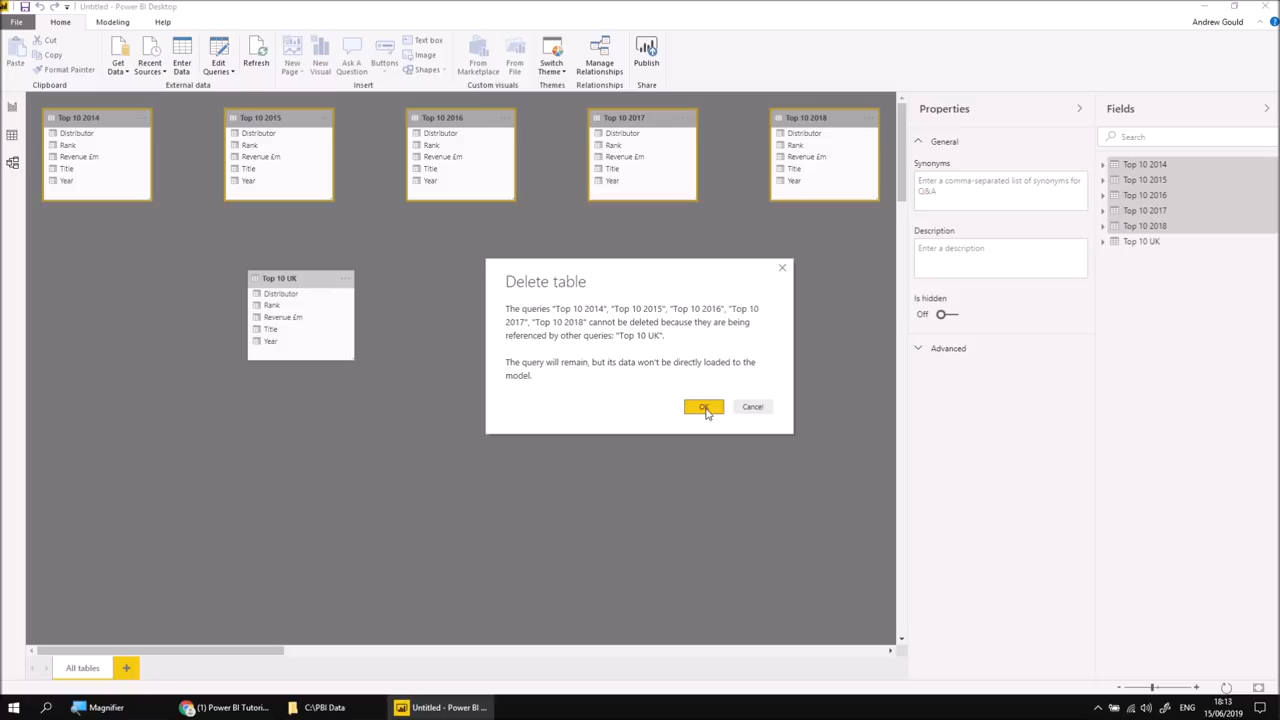 Untitled - Power BI Desktop
File
Home
Modeling
Help
Andrew Gould
Paste
Cut
Copy
Format Painter
Get Data
Recent Sources
Enter Data
Edit Queries
Refresh
New Page
New Visual
Ask A Question
Buttons
Text box
Image
Shapes
From Marketplace
From File
Switch Theme
Manage Relationships
Publish
Clipboard
External data
Insert
Custom visuals
Themes
Relationships
Share
Top 10 2014
Distributor
Rank
Revenue £m
Title
Year
Top 10 2015
Distributor
Rank
Revenue £m
Title
Year
Top 10 2016
Distributor
Rank
Revenue £m
Title
Year
Top 10 2017
Distributor
Rank
Revenue £m
Title
Year
Top 10 2018
Distributor
Rank
Revenue £m
Title
Year
Top 10 UK
Distributor
Rank
Revenue £m
Title
Year
Delete table
The queries "Top 10 2014", "Top 10 2015", "Top 10 2016", "Top 10
2017", "Top 10 2018" cannot be deleted because they are being
referenced by other queries: "Top 10 UK".
The query will remain, but its data won't be directly loaded to the
model.
OK
Cancel
Properties
General
Synonyms
Enter a comma-separated list of synonyms for
Q&A
Description
Enter a description
Is hidden
Off
Advanced
Fields
Search
Top 10 2014
Top 10 2015
Top 10 2016
Top 10 2017
Top 10 2018
Top 10 UK
All tables
Magnifier
(1) Power BI Tutori...
C:\PBI Data
Untitled - Power BI ...
ENG
18:13
15/06/2019